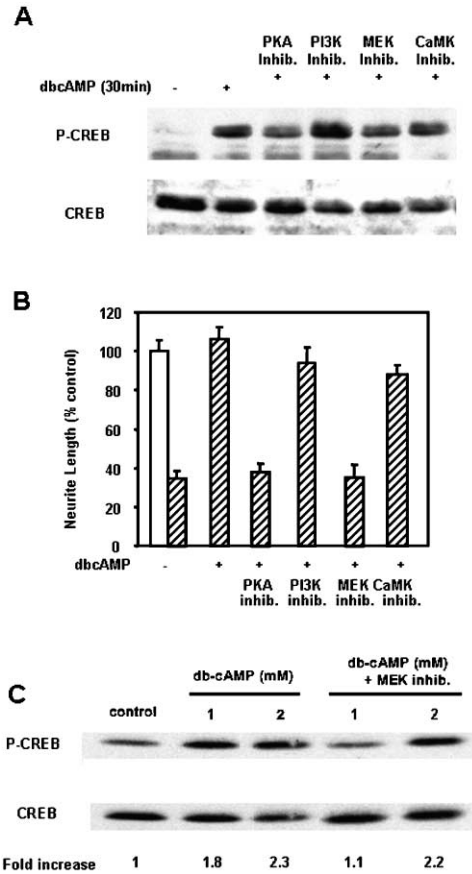 A
PKA PI3K MEK CaMK
Inhib. Inhib. Inhib. Inhib.
dbcAMP (30min) - + + + + +
P-CREB
CREB
B
Neurite Length (% control)
120
100
80
60
40
20
0
dbcAMP - + + + + +
PKA PI3K MEK CaMK
inhib. inhib. inhib. inhib.
C
db-cAMP (mM) db-cAMP (mM)
+ MEK inhib.
control 1 2 1 2
P-CREB
CREB
Fold increase 1 1.8 2.3 1.1 2.2